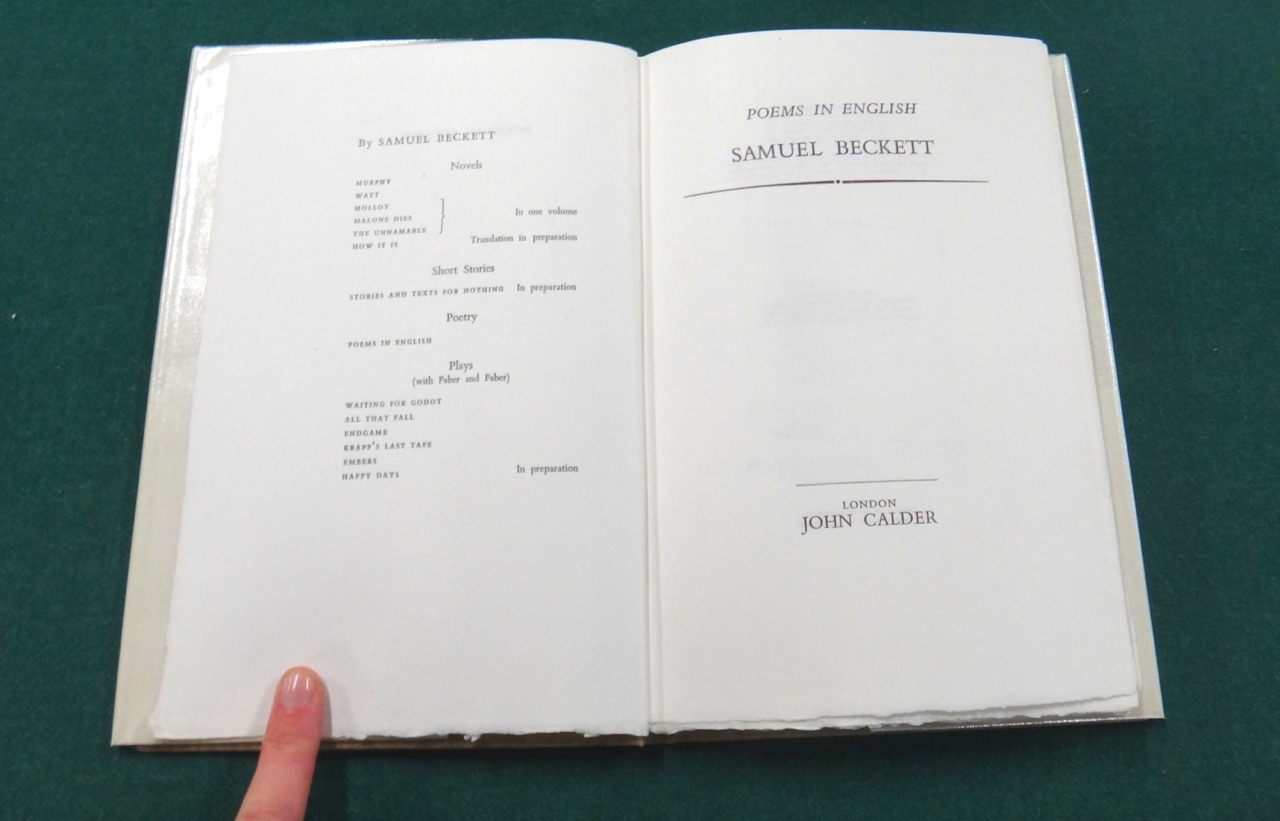 By SAMUEL BECKETT
Novels
MURPHY
WATT
MOLLOY
MALONE DIES In one volume
THE UNNAMABLE
HOW IT IS Translation in preparation
Short Stories
STORIES AND TEXTS FOR NOTHING In preparation
Poetry
POEMS IN ENGLISH
Plays
(with Faber and Faber)
WAITING FOR GODOT
ALL THAT FALL
ENDGAME
KRAPP'S LAST TAPE
EMBERS
HAPPY DAYS In preparation
POEMS IN ENGLISH
SAMUEL BECKETT
LONDON
JOHN CALDER